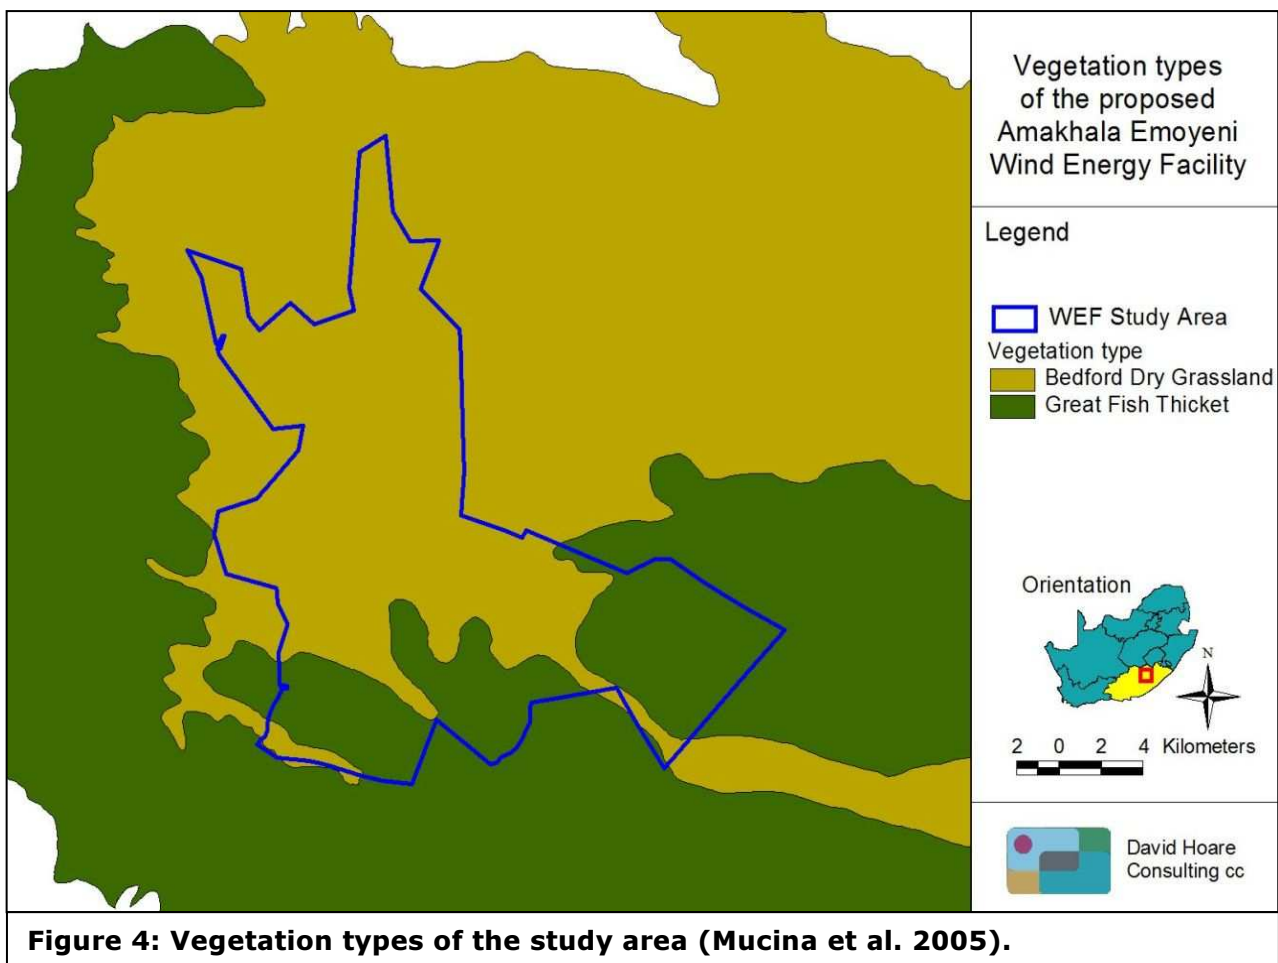 Vegetation types
of the proposed
Amakhala Emoyeni
Wind Energy Facility
Legend
WEF Study Area
Vegetation type
Bedford Dry Grassland
Great Fish Thicket
Orientation
N
2 0 2 4 Kilometers
David Hoare
Consulting cc
Figure 4: Vegetation types of the study area (Mucina et al. 2005).